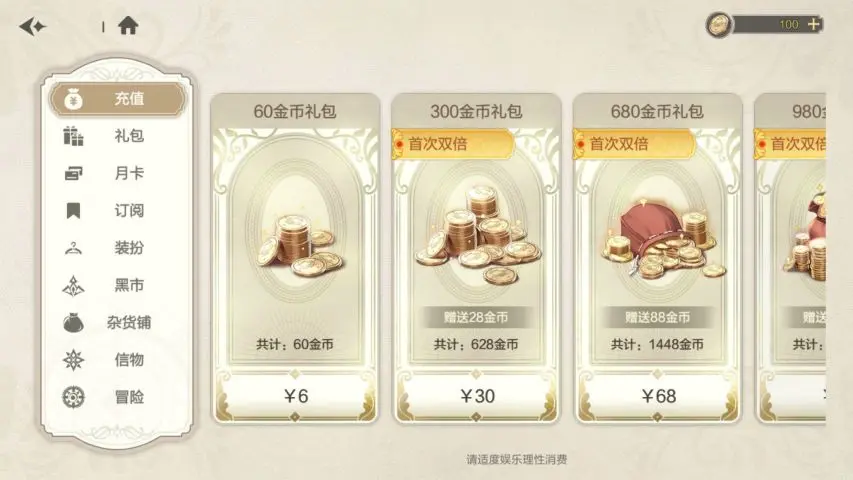 100
充值
礼包
月卡
订阅
装扮
黑市
杂货铺
信物
冒险
60金币礼包
共计：60金币
¥6
300金币礼包
首次双倍
赠送28金币
共计：628金币
¥30
680金币礼包
首次双倍
赠送88金币
共计：1448金币
¥68
980
首次双倍
赠送
共计：
请适度娱乐理性消费